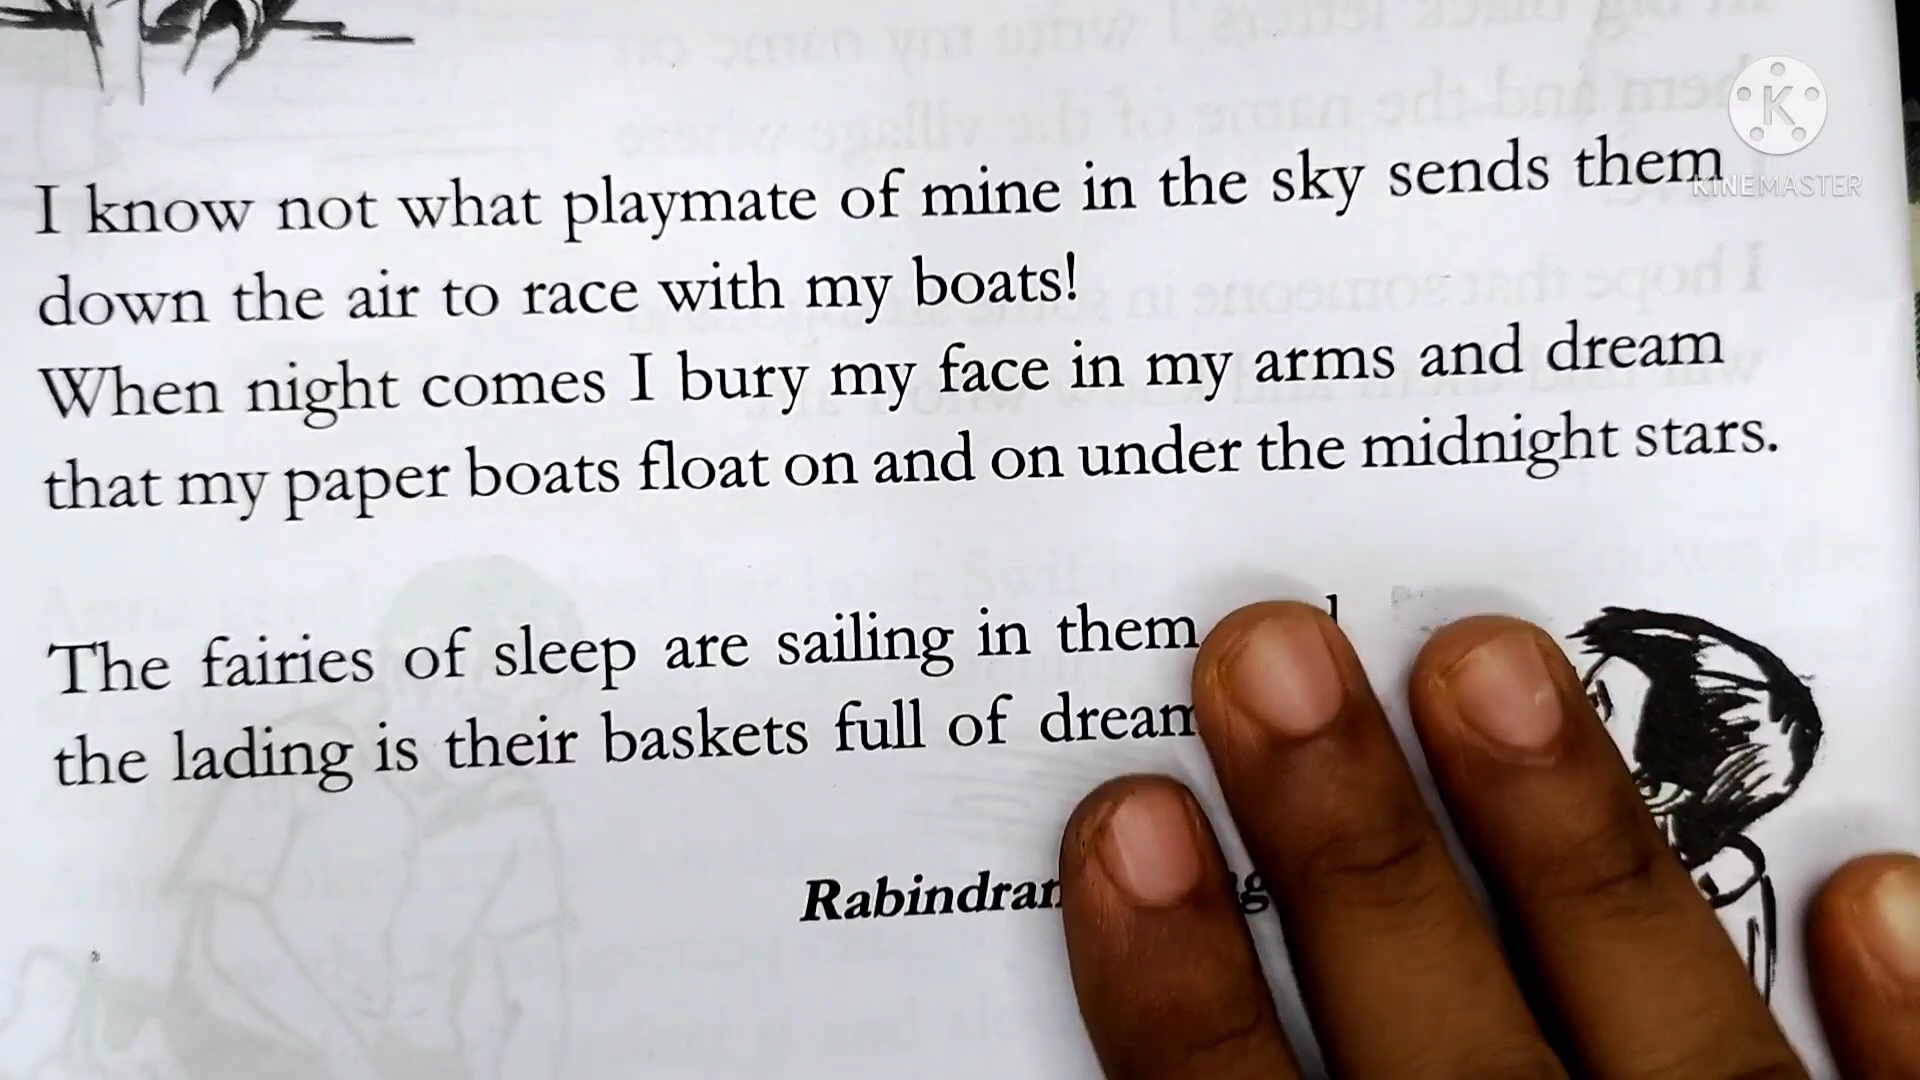 I know not what playmate of mine in the sky sends them
down the air to race with my boats!
When night comes I bury my face in my arms and dream
that my paper boats float on and on under the midnight stars.
The fairies of sleep are sailing in them
the lading is their baskets full of
K
KINEMASTER